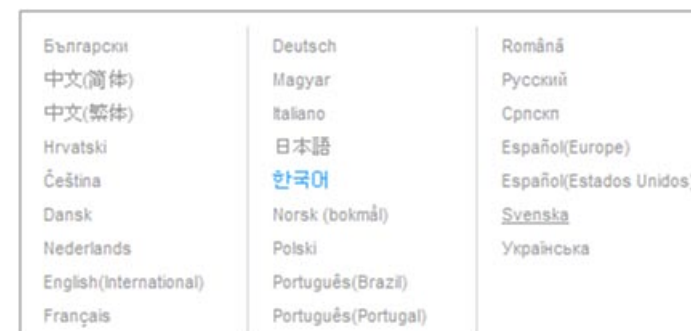 Български
中文(简体)
中文(繁体)
Hrvatski
Čeština
Dansk
Nederlands
English(International)
Français
Deutsch
Magyar
Italiano
日本語
한국어
Norsk (bokmål)
Polski
Português(Brazil)
Português(Portugal)
Română
Русский
Српскп
Español(Europe)
Español(Estados Unidos)
Svenska
Українська